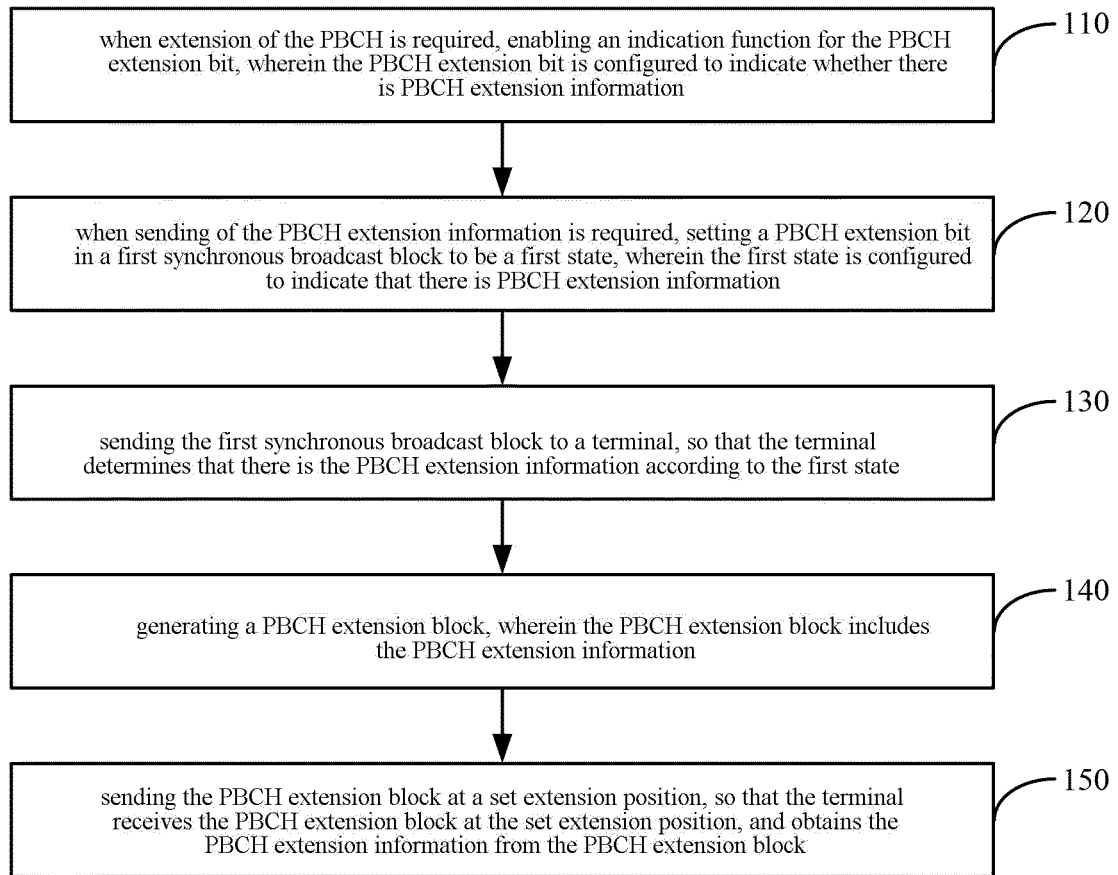 when extension of the PBCH is required, enabling an indication function for the PBCH
extension bit, wherein the PBCH extension bit is configured to indicate whether there
is PBCH extension information
110
when sending of the PBCH extension information is required, setting a PBCH extension bit
in a first synchronous broadcast block to be a first state, wherein the first state is configured
to indicate that there is PBCH extension information
120
sending the first synchronous broadcast block to a terminal, so that the terminal
determines that there is the PBCH extension information according to the first state
130
generating a PBCH extension block, wherein the PBCH extension block includes
the PBCH extension information
140
sending the PBCH extension block at a set extension position, so that the terminal
receives the PBCH extension block at the set extension position, and obtains the
PBCH extension information from the PBCH extension block
150